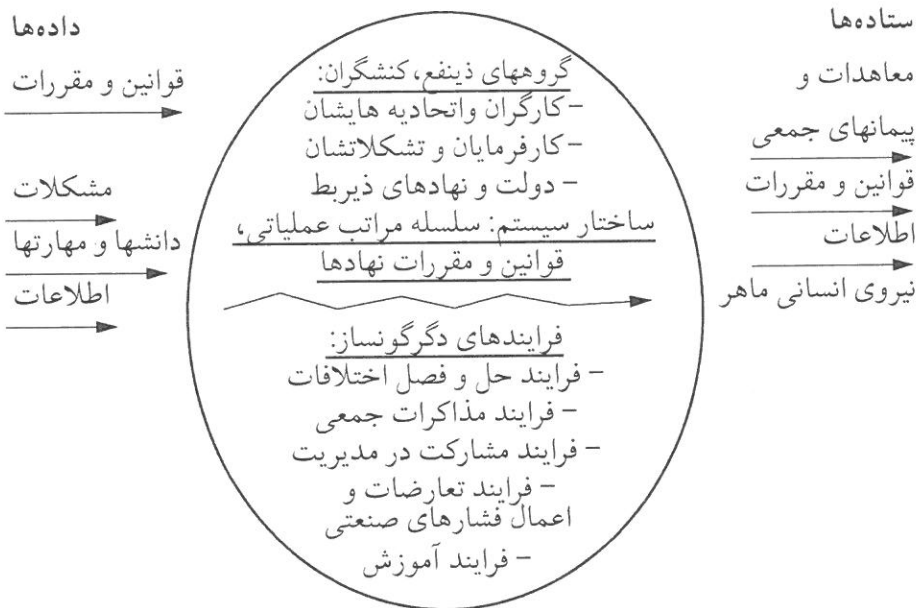 داده‌ها
قوانین و مقررات
مشکلات
دانشها و مهارتها
اطلاعات
گروههای ذینفع،کنشگران:
-کارگران واتحادیه هایشان
-کارفرمایان و تشکلاتشان
- دولت و نهادهای ذیربط
ساختار سیستم: سلسله مراتب عملیاتی،
قوانین و مقررات نهادها
فرایندهای دگرگونساز:
- فرایند حل و فصل اختلافات
- فرایند مذاکرات جمعی
- فرایند مشارکت در مدیریت
- فرایند تعارضات و
اعمال فشارهای صنعتی
- فرایند آموزش
ستاده‌ها
معاهدات و
پیمانهای جمعی
قوانین و مقررات
اطلاعات
نیروی انسانی ماهر